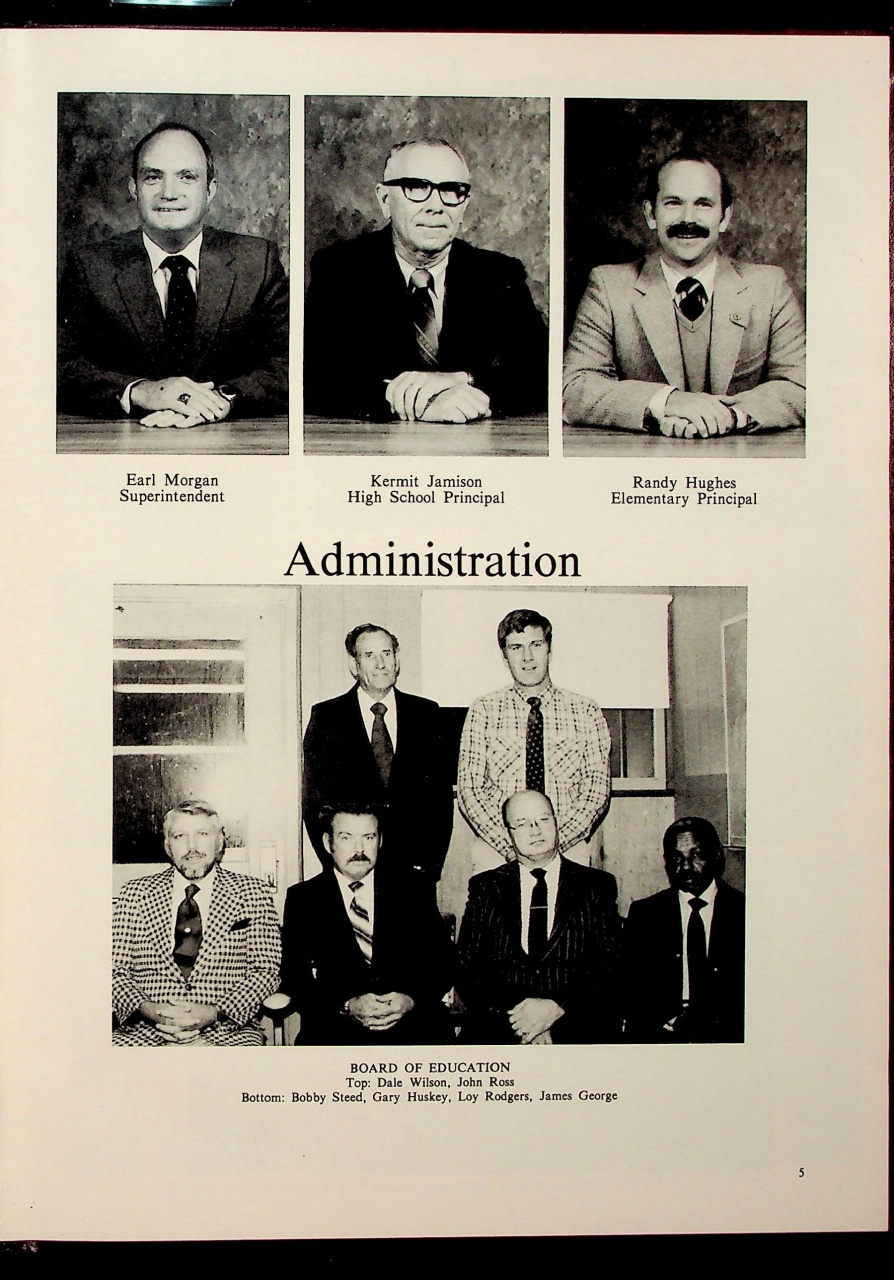 Earl Morgan
Superintendent
Kermit Jamison
High School Principal
Randy Hughes
Elementary Principal
Administration
BOARD OF EDUCATION
Top: Dale Wilson, John Ross
Bottom: Bobby Steed, Gary Huskey, Loy Rodgers, James George
5